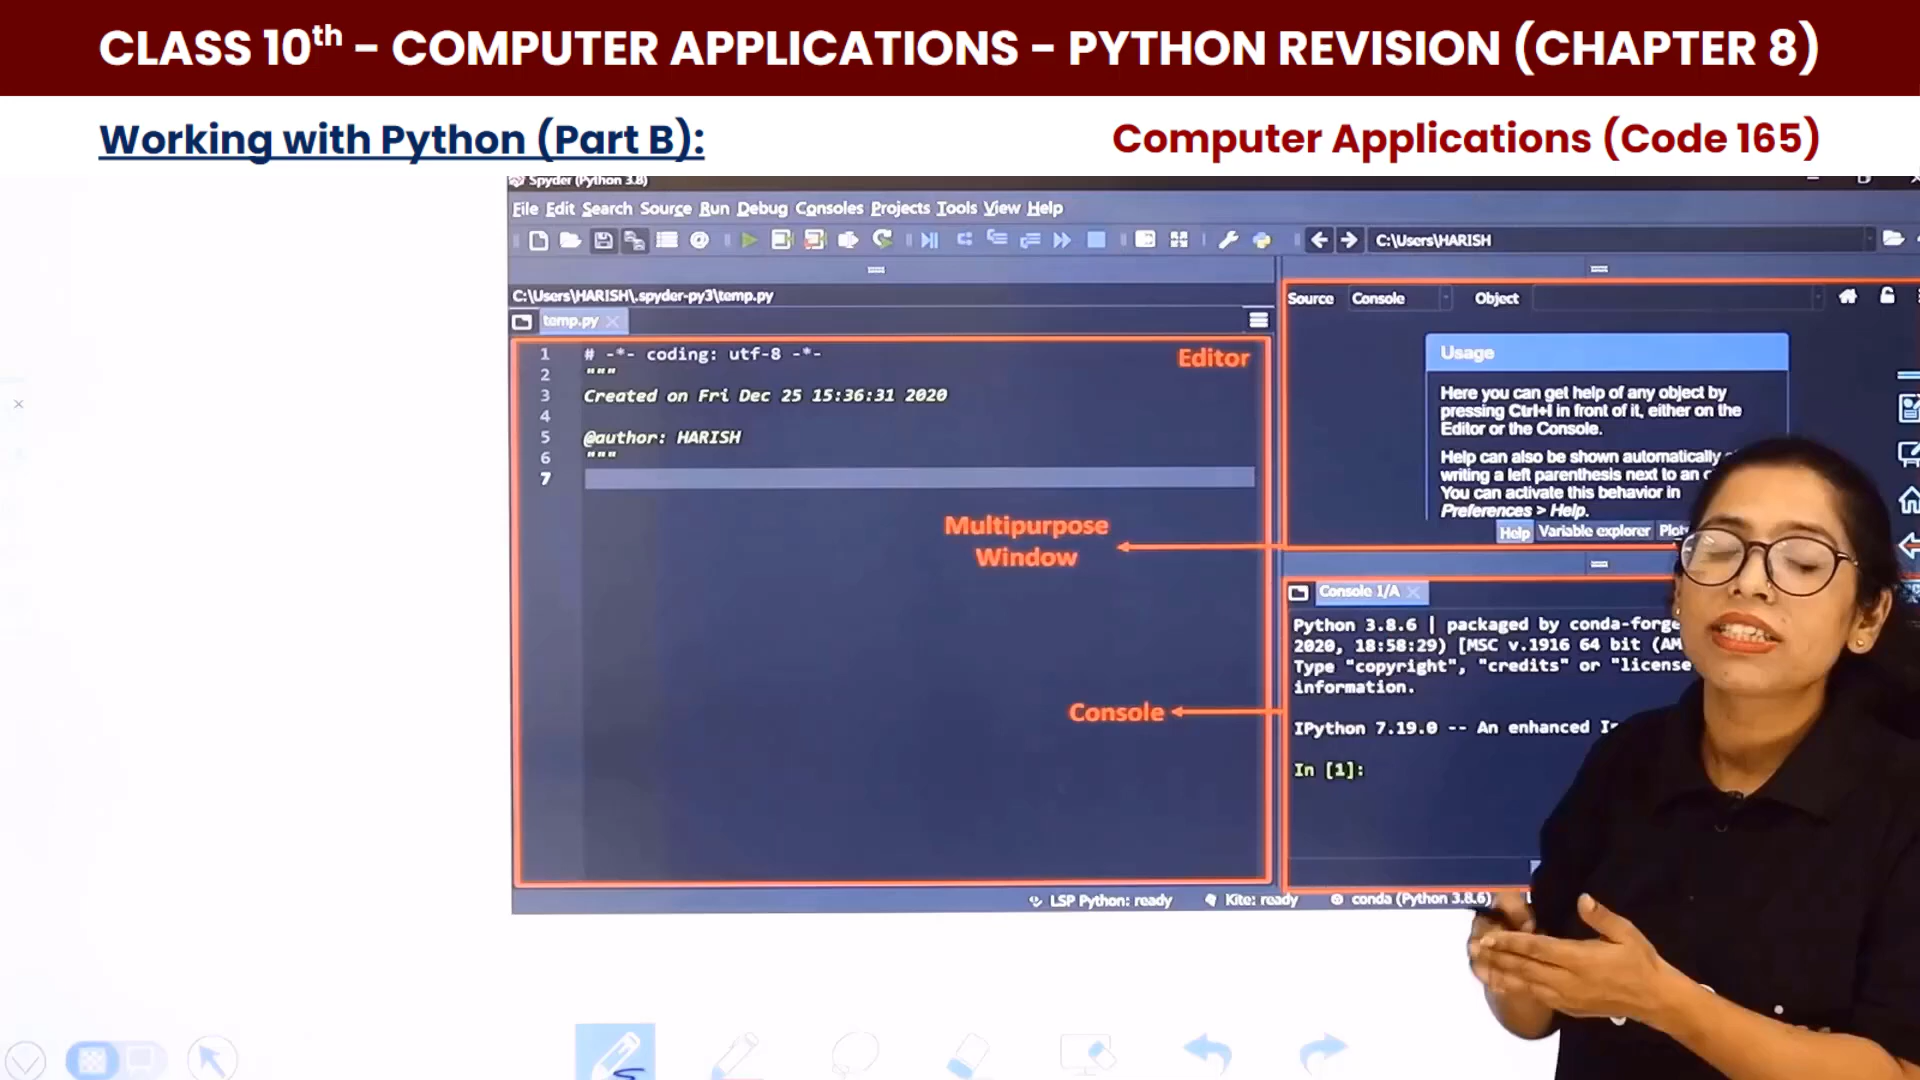 CLASS 10th – COMPUTER APPLICATIONS – PYTHON REVISION (CHAPTER 8)
Working with Python (Part B):
Computer Applications (Code 165)
Spyder (Python 3.8)
File Edit Search Source Run Debug Consoles Projects Tools View Help
C:\Users\HARISH
C:\Users\HARISH\.spyder-py3\temp.py
temp.py
Editor
1 # -*- coding: utf-8 -*-
2 """
3 Created on Fri Dec 25 15:36:31 2020
4
5 @author: HARISH
6 """
7
Multipurpose
Window
Console
Source Console Object
Usage
Here you can get help of any object by
pressing Ctrl+I in front of it, either on the
Editor or the Console.
Help can also be shown automatically
writing a left parenthesis next to an
You can activate this behavior in
Preferences > Help.
Help Variable explorer
Console 1/A
Python 3.8.6 | packaged by conda-forge
2020, 18:58:29) [MSC v.1916 64 bit
Type "copyright", "credits" or "license
information.
IPython 7.19.0 -- An enhanced
In [1]:
LSP Python: ready Kite: ready conda (Python 3.8.6)